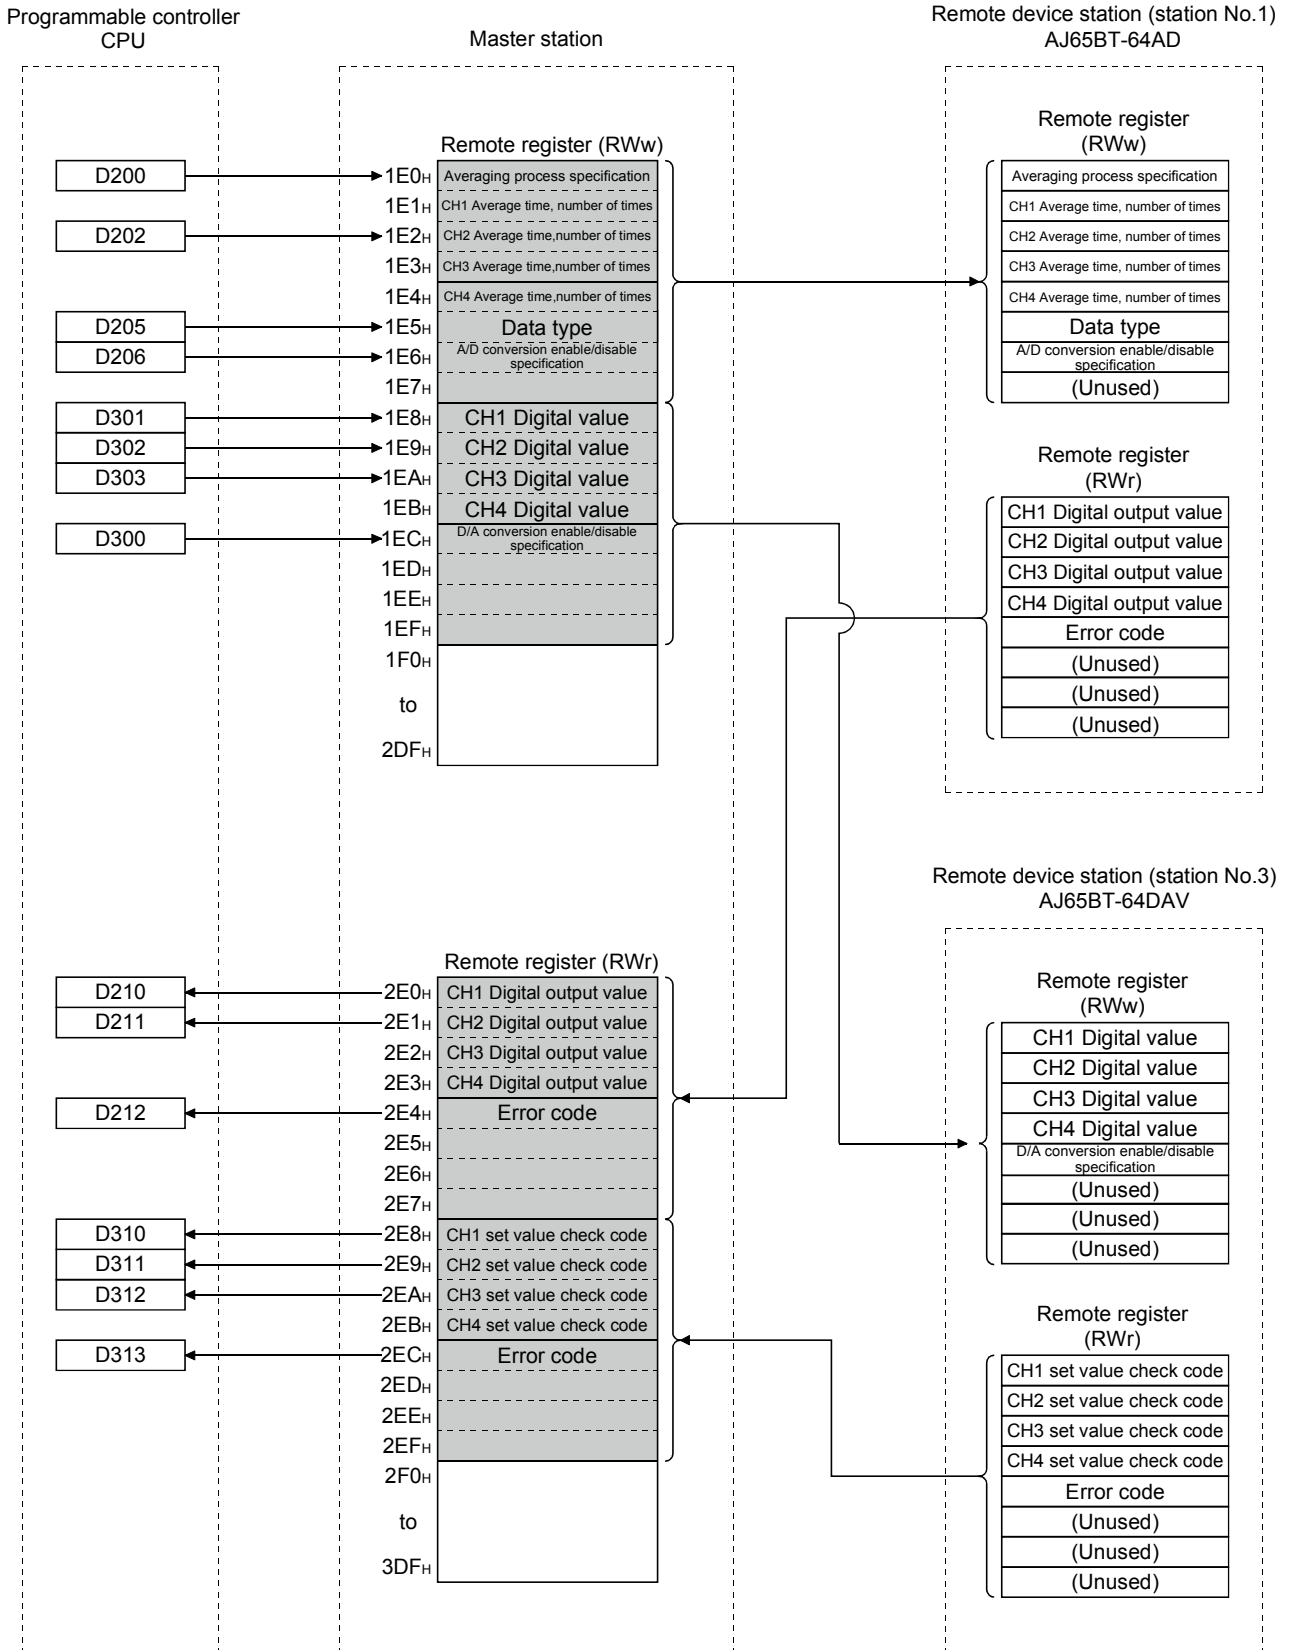 Programmable controller
CPU
Master station
Remote device station (station No.1)
AJ65BT-64AD
Remote register (RWw)
D200
1E0H Averaging process specification
1E1H CH1 Average time, number of times
D202
1E2H CH2 Average time,number of times
1E3H CH3 Average time,number of times
1E4H CH4 Average time,number of times
D205
1E5H Data type
D206
1E6H A/D conversion enable/disable
specification
1E7H
D301
1E8H CH1 Digital value
D302
1E9H CH2 Digital value
D303
1EAH CH3 Digital value
1EBH CH4 Digital value
D300
1ECH D/A conversion enable/disable
specification
1EDH
1EEH
1EFH
1F0H
to
2DFH
Remote register
(RWw)
Averaging process specification
CH1 Average time, number of times
CH2 Average time, number of times
CH3 Average time, number of times
CH4 Average time, number of times
Data type
A/D conversion enable/disable
specification
(Unused)
Remote register
(RWr)
CH1 Digital output value
CH2 Digital output value
CH3 Digital output value
CH4 Digital output value
Error code
(Unused)
(Unused)
(Unused)
Remote register (RWr)
D210
2E0H CH1 Digital output value
D211
2E1H CH2 Digital output value
2E2H CH3 Digital output value
2E3H CH4 Digital output value
D212
2E4H Error code
2E5H
2E6H
2E7H
D310
2E8H CH1 set value check code
D311
2E9H CH2 set value check code
D312
2EAH CH3 set value check code
2EBH CH4 set value check code
D313
2ECH Error code
2EDH
2EEH
2EFH
2F0H
to
3DFH
Remote device station (station No.3)
AJ65BT-64DAV
Remote register
(RWw)
CH1 Digital value
CH2 Digital value
CH3 Digital value
CH4 Digital value
D/A conversion enable/disable
specification
(Unused)
(Unused)
(Unused)
Remote register
(RWr)
CH1 set value check code
CH2 set value check code
CH3 set value check code
CH4 set value check code
Error code
(Unused)
(Unused)
(Unused)